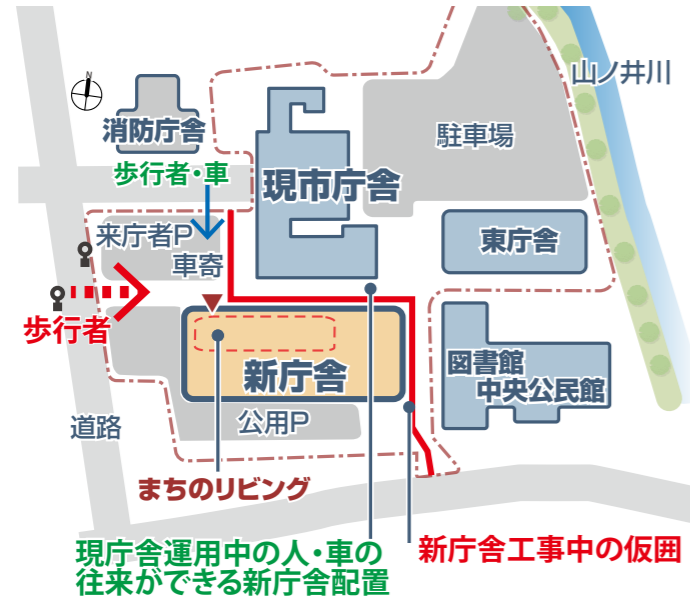 N
山ノ井川
消防庁舎
駐車場
歩行者・車
現市庁舎
来庁者P
車寄
東庁舎
歩行者
新庁舎
図書館
中央公民館
道路
公用P
まちのリビング
現庁舎運用中の人・車の
往来ができる新庁舎配置
新庁舎工事中の仮囲